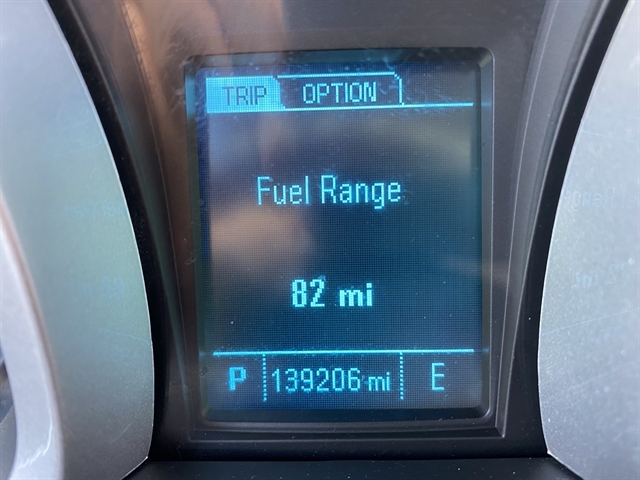 TRIP OPTION
Fuel Range
82 mi
P 139206 mi E